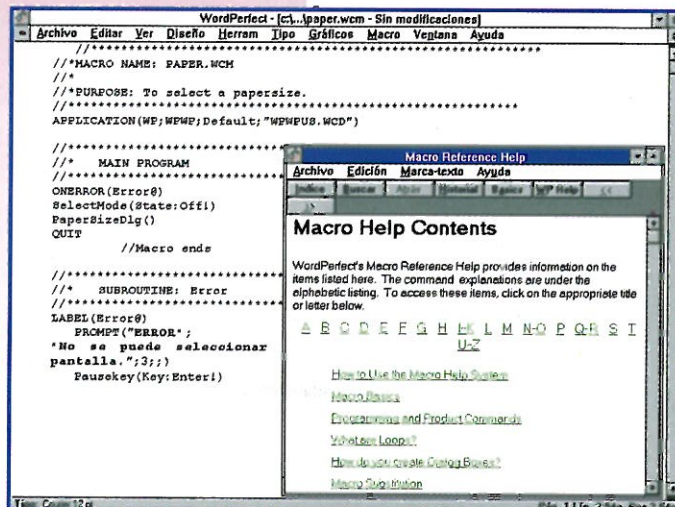 WordPerfect - [c:\...\paper.wcm - Sin modificaciones]
Archivo Editar Ver Diseño Herram Tipo Gráficos Macro Ventana Ayuda
//**********************************************************
//*MACRO NAME: PAPER.WCM
//*
//*PURPOSE: To select a papersize.
//**********************************************************
APPLICATION(WP;WPWP;Default;"WPWPUS.WCD")
//****************************
//* MAIN PROGRAM
//****************************
ONERROR(Error@)
SelectMode(State:Off!)
PaperSizeDlg()
QUIT
//Macro ends
//****************************
//* SUBROUTINE: Error
//****************************
LABEL(Error@)
PROMPT("ERROR";
"No se puede seleccionar
pantalla.";3;;)
Pausekey(Key:Enter!)
Macro Reference Help
Archivo Edición Marca-texto Ayuda
Indice Buscar Atrás Historial Basics WP Help <<
>>
Macro Help Contents
WordPerfect's Macro Reference Help provides information on the
items listed here. The command explanations are under the
alphabetic listing. To access these items, click on the appropriate title
or letter below.
A B C D E F G H I-K L M N-O P Q-R S T
U-Z
How to Use the Macro Help System
Macro Basics
Programming and Product Commands
What are Loops?
How do you create Dialog Boxes?
Macro Substitution